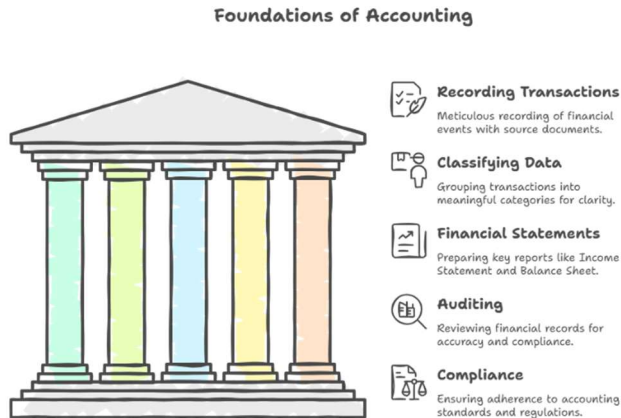 Foundations of Accounting
Recording Transactions
Meticulous recording of financial
events with source documents.
Classifying Data
Grouping transactions into
meaningful categories for clarity.
Financial Statements
Preparing key reports like Income
Statement and Balance Sheet.
Auditing
Reviewing financial records for
accuracy and compliance.
Compliance
Ensuring adherence to accounting
standards and regulations.